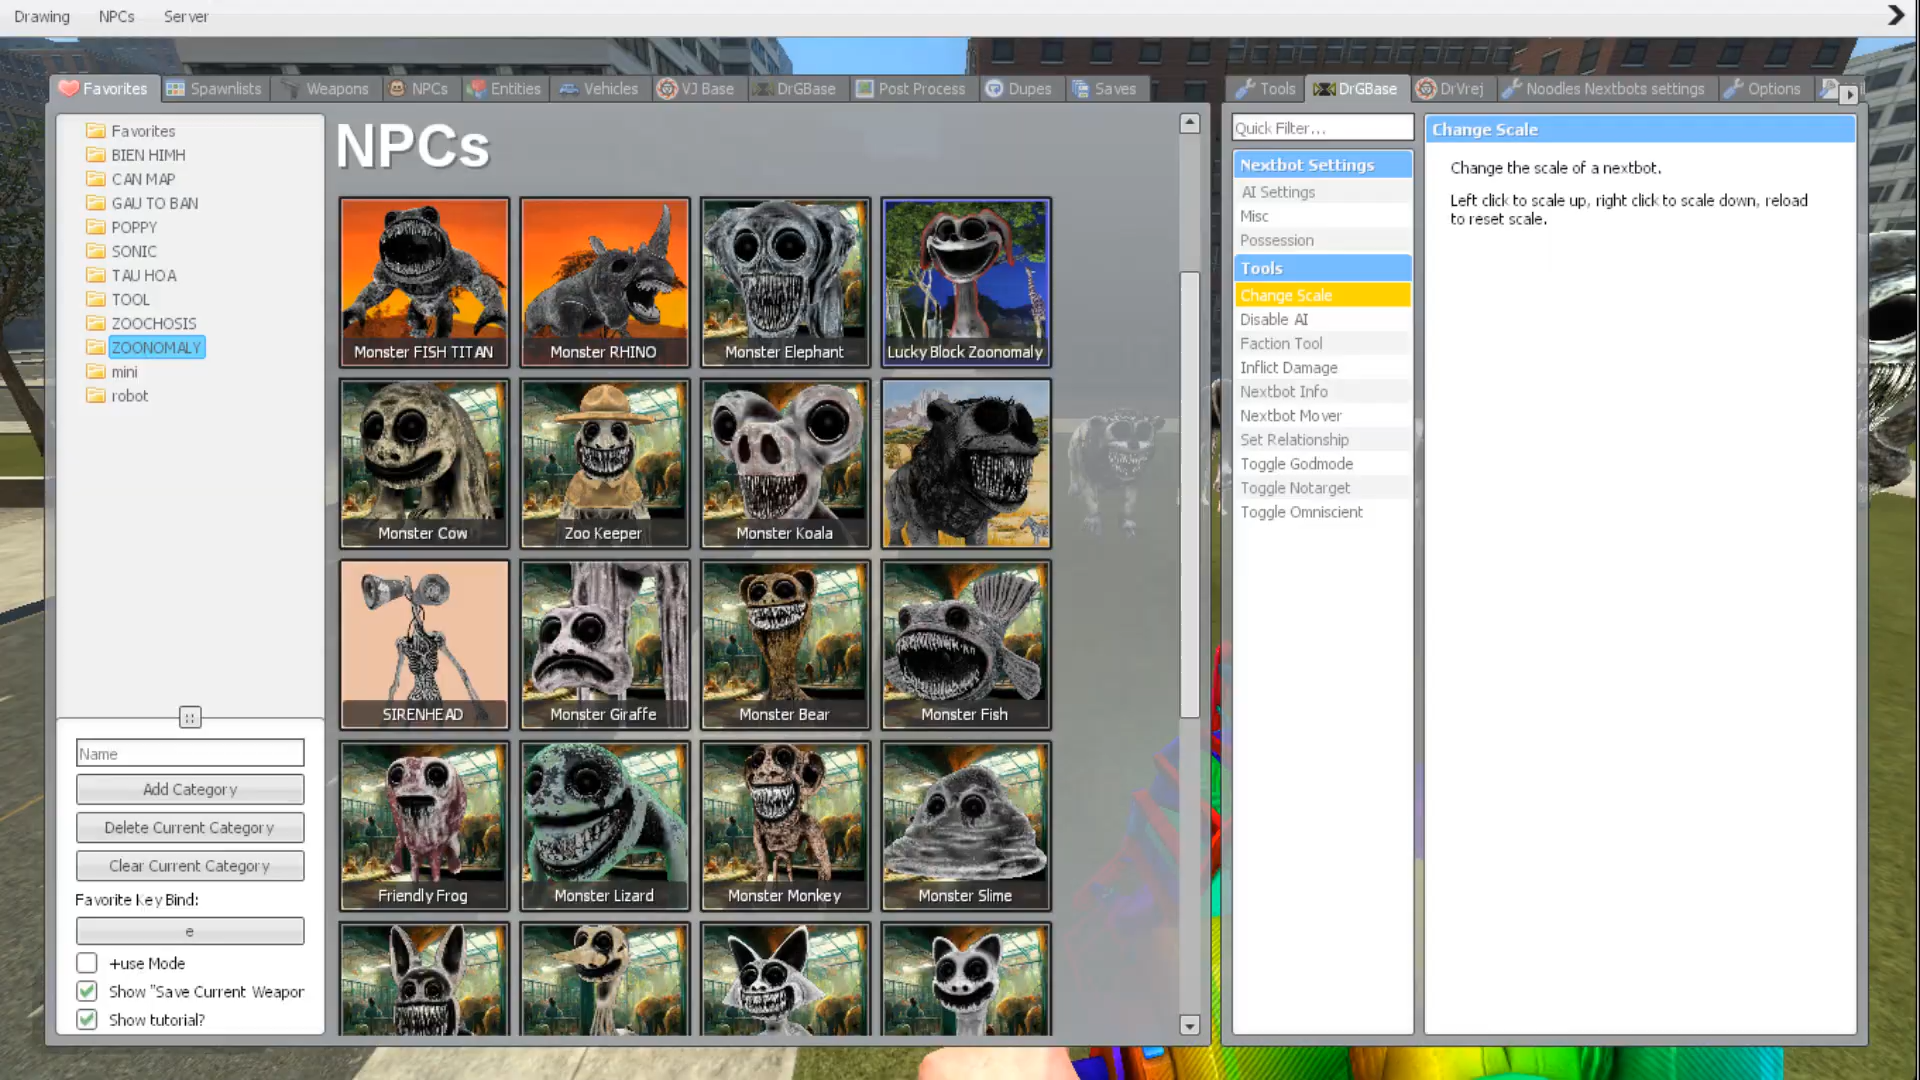 Drawing NPCs Server
Favorites Spawnlists Weapons NPCs Entities Vehicles VJ Base DrGBase Post Process Dupes Saves
Tools DrGBase DrVrej Noodles Nextbots settings Options
Favorites
BIEN HIMH
CAN MAP
GAU TO BAN
POPPY
SONIC
TAU HOA
TOOL
ZOOCHOSIS
ZOONOMALY
mini
robot
Name
Add Category
Delete Current Category
Clear Current Category
Favorite Key Bind:
e
+use Mode
Show "Save Current Weapor
Show tutorial?
NPCs
Monster FISH TITAN
Monster RHINO
Monster Elephant
Lucky Block Zoonomaly
Monster Cow
Zoo Keeper
Monster Koala
SIRENHEAD
Monster Giraffe
Monster Bear
Monster Fish
Friendly Frog
Monster Lizard
Monster Monkey
Monster Slime
Quick Filter...
Nextbot Settings
AI Settings
Misc
Possession
Tools
Change Scale
Disable AI
Faction Tool
Inflict Damage
Nextbot Info
Nextbot Mover
Set Relationship
Toggle Godmode
Toggle Notarget
Toggle Omniscient
Change Scale
Change the scale of a nextbot.
Left click to scale up, right click to scale down, reload
to reset scale.